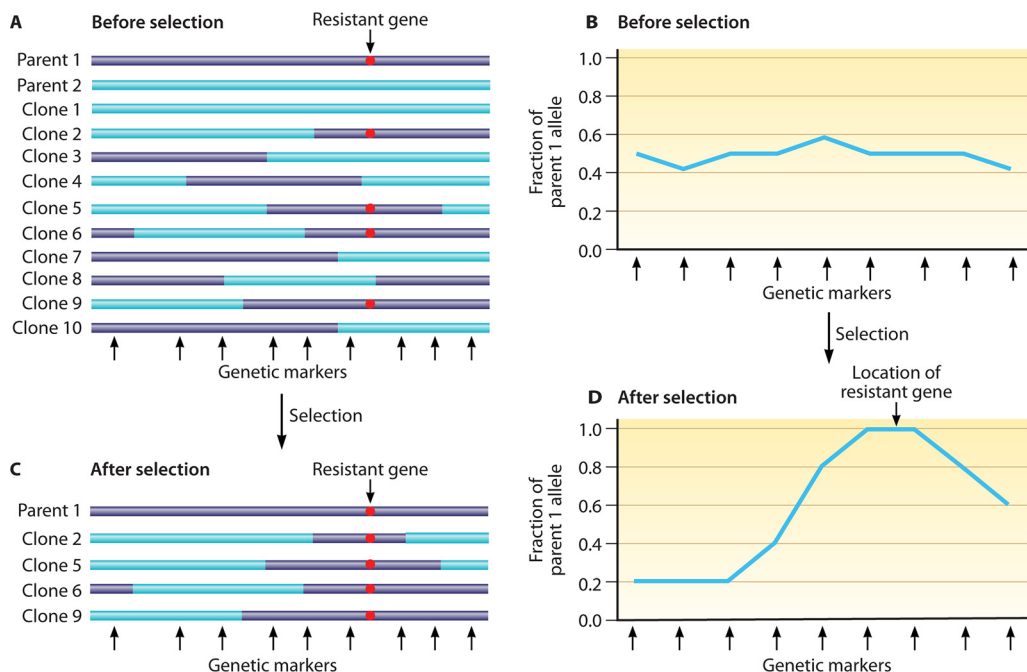 A
Before selection
Resistant gene
Parent 1
Parent 2
Clone 1
Clone 2
Clone 3
Clone 4
Clone 5
Clone 6
Clone 7
Clone 8
Clone 9
Clone 10
Genetic markers
Selection
B
Before selection
Fraction of
parent 1 allele
1.0
0.8
0.6
0.4
0.2
0.0
Genetic markers
Selection
C
After selection
Resistant gene
Parent 1
Clone 2
Clone 5
Clone 6
Clone 9
Genetic markers
D
After selection
Location of
resistant gene
Fraction of
parent 1 allele
1.0
0.8
0.6
0.4
0.2
0.0
Genetic markers